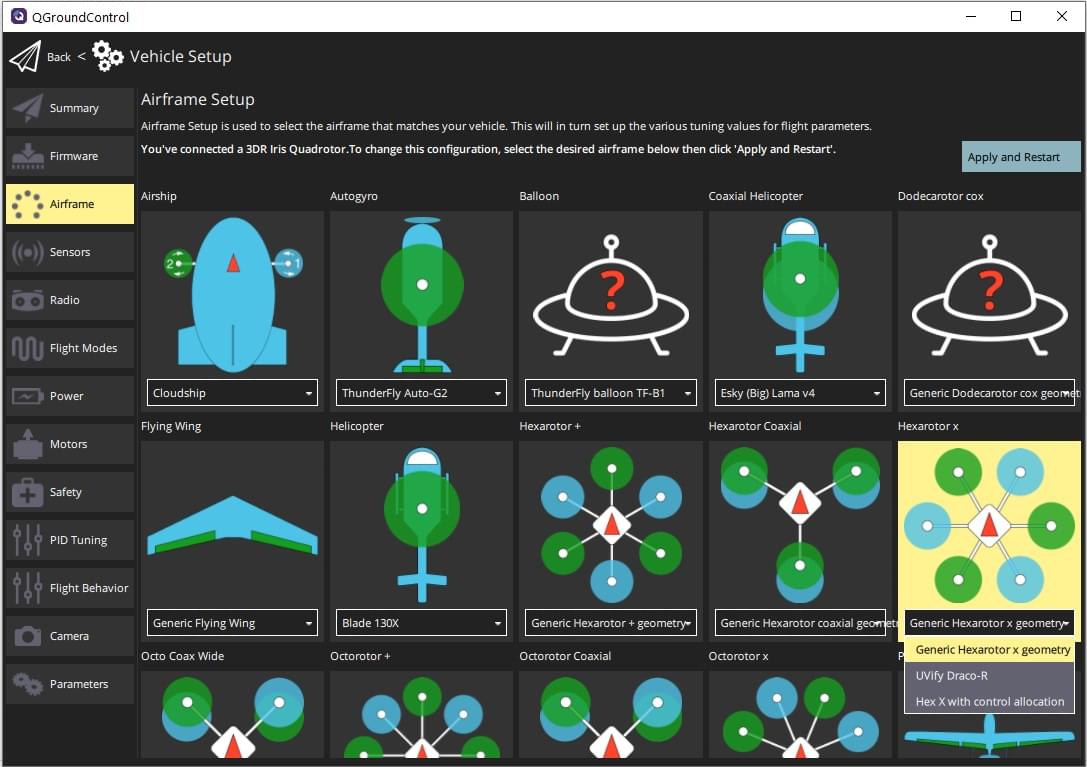 QGroundControl
Back < Vehicle Setup
Summary
Firmware
Airframe
Sensors
Radio
Flight Modes
Power
Motors
Safety
PID Tuning
Flight Behavior
Camera
Parameters
Airframe Setup
Airframe Setup is used to select the airframe that matches your vehicle. This will in turn set up the various tuning values for flight parameters.
You've connected a 3DR Iris Quadrotor.To change this configuration, select the desired airframe below then click 'Apply and Restart'.
Apply and Restart
Airship
Autogyro
Balloon
Coaxial Helicopter
Dodecarotor cox
2
1
?
?
Cloudship
ThunderFly Auto-G2
ThunderFly balloon TF-B1
Esky (Big) Lama v4
Generic Dodecarotor cox geomet
Flying Wing
Helicopter
Hexarotor +
Hexarotor Coaxial
Hexarotor x
Generic Flying Wing
Blade 130X
Generic Hexarotor + geometry
Generic Hexarotor coaxial geometr
Generic Hexarotor x geometry
Generic Hexarotor x geometry
UVify Draco-R
Hex X with control allocation
Octo Coax Wide
Octorotor +
Octorotor Coaxial
Octorotor x